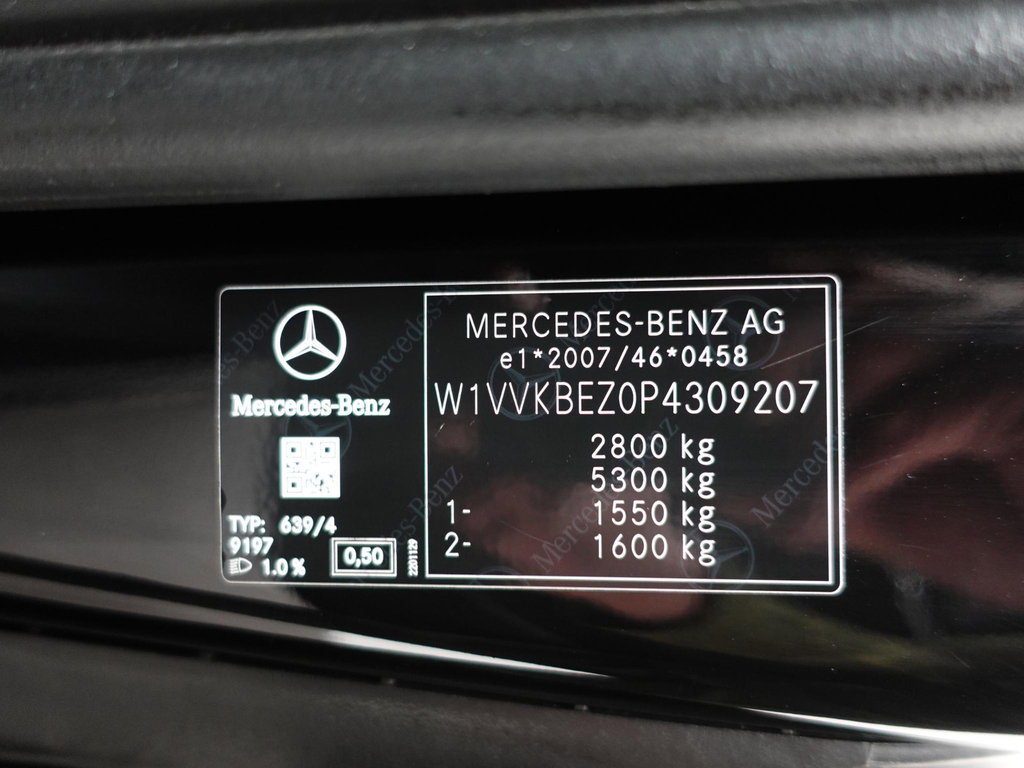 Mercedes-Benz
TYP: 639/4
9197
1.0 %
0,50
2201129
MERCEDES-BENZ AG
e1*2007/46*0458
W1VVKBEZ0P4309207
2800 kg
5300 kg
1- 1550 kg
2- 1600 kg